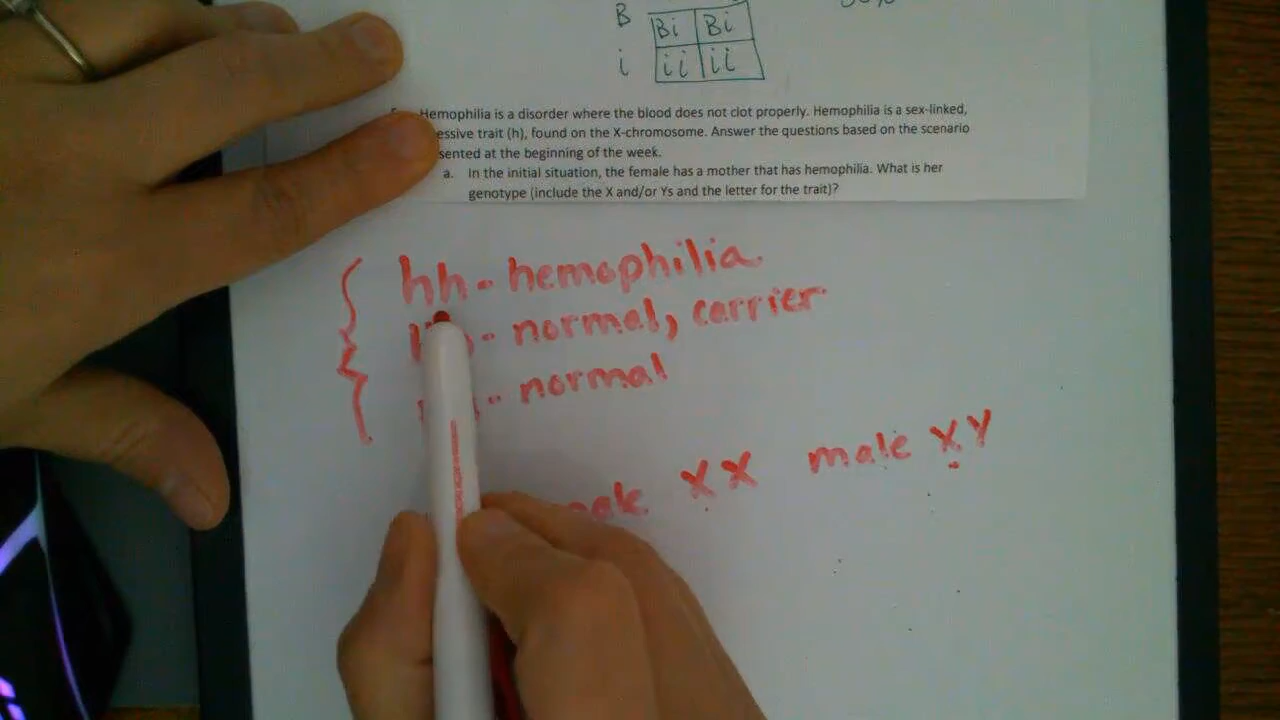 B Bi Bi
i ii ii
Hemophilia is a disorder where the blood does not clot properly. Hemophilia is a sex-linked,
trait (h), found on the X-chromosome. Answer the questions based on the scenario
at the beginning of the week.
a. In the initial situation, the female has a mother that has hemophilia. What is her
genotype (include the X and/or Ys and the letter for the trait)?
hh - hemophilia
- normal, carrier
- normal
XX male XY